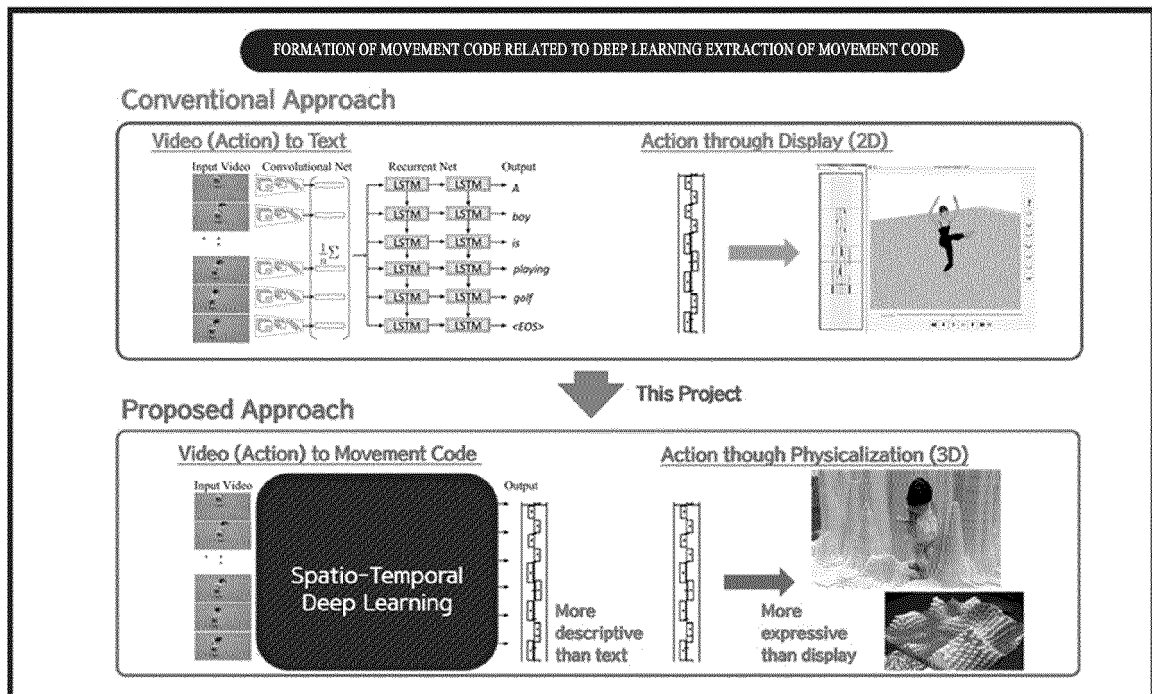 FORMATION OF MOVEMENT CODE RELATED TO DEEP LEARNING EXTRACTION OF MOVEMENT CODE
Conventional Approach
Video (Action) to Text
Input Video
Convolutional Net
Recurrent Net
Output
LSTM LSTM A
LSTM LSTM boy
LSTM LSTM is
LSTM LSTM playing
LSTM LSTM golf
LSTM LSTM <EOS>
1/n Σ
Action through Display (2D)
This Project
Proposed Approach
Video (Action) to Movement Code
Input Video
Output
Spatio-Temporal
Deep Learning
More
descriptive
than text
Action though Physicalization (3D)
More
expressive
than display